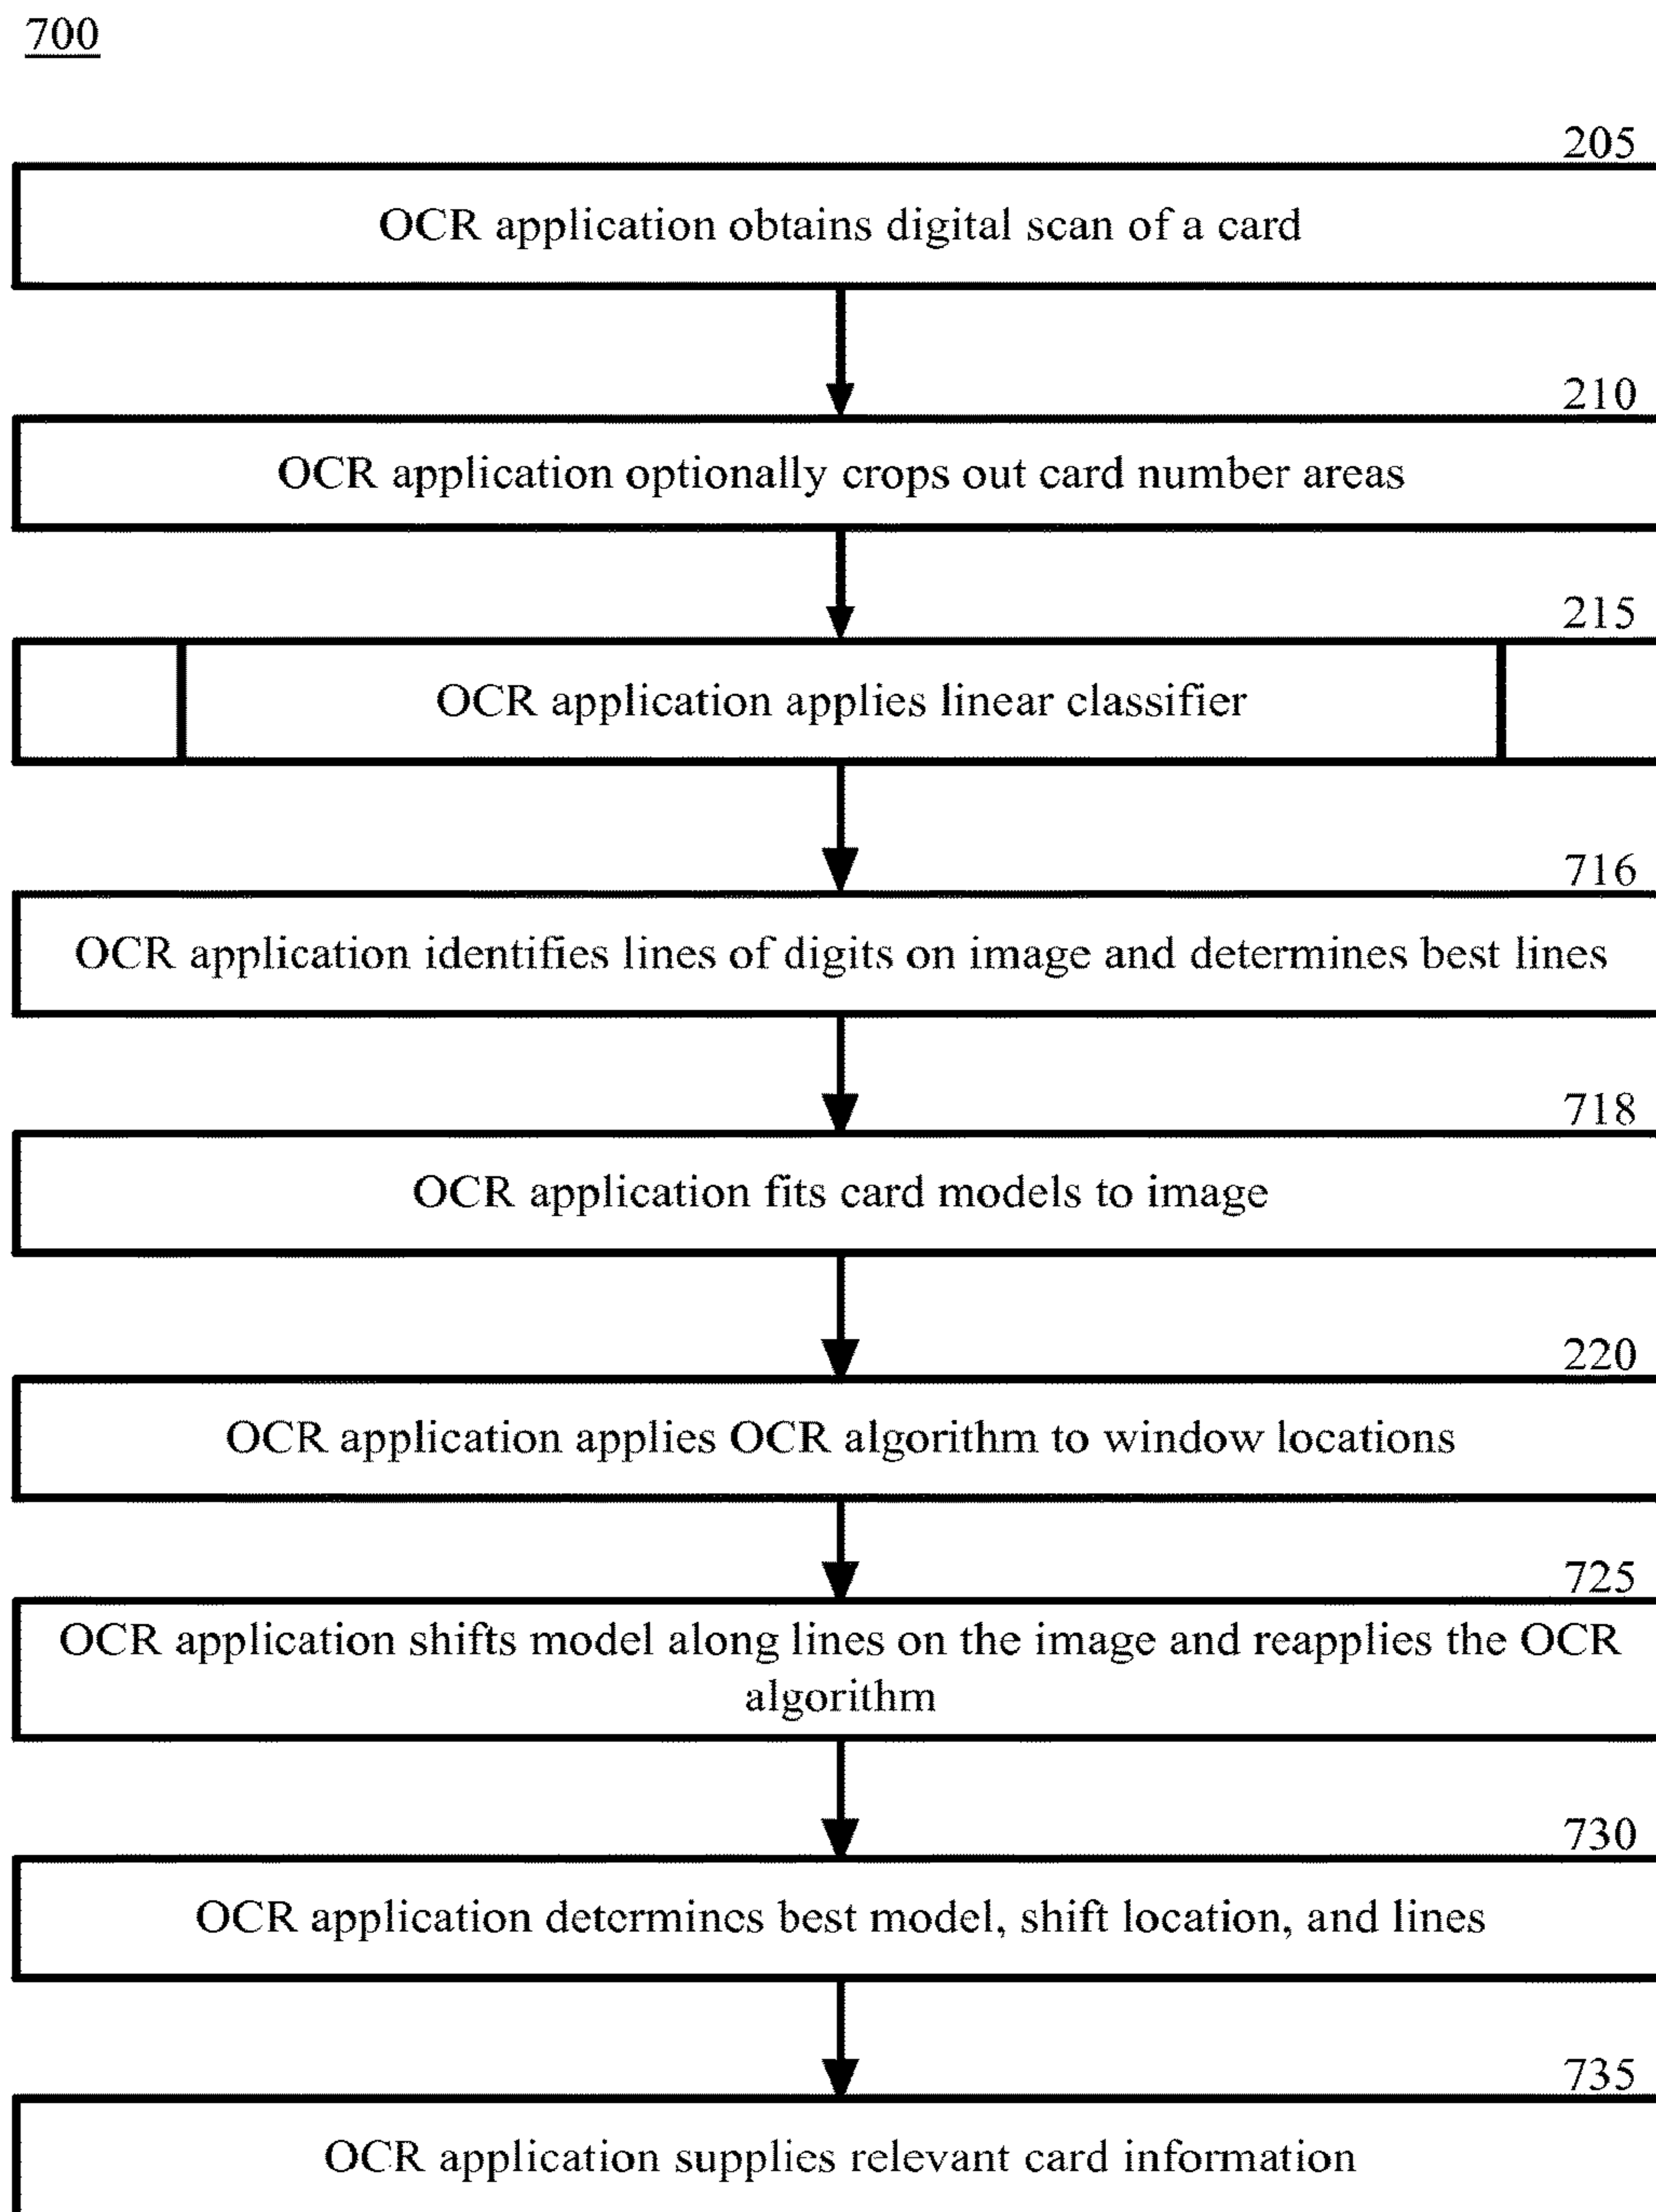 700
205
OCR application obtains digital scan of a card
210
OCR application optionally crops out card number areas
215
OCR application applies linear classifier
716
OCR application identifies lines of digits on image and determines best lines
718
OCR application fits card models to image
220
OCR application applies OCR algorithm to window locations
725
OCR application shifts model along lines on the image and reapplies the OCR
algorithm
730
OCR application determines best model, shift location, and lines
735
OCR application supplies relevant card information